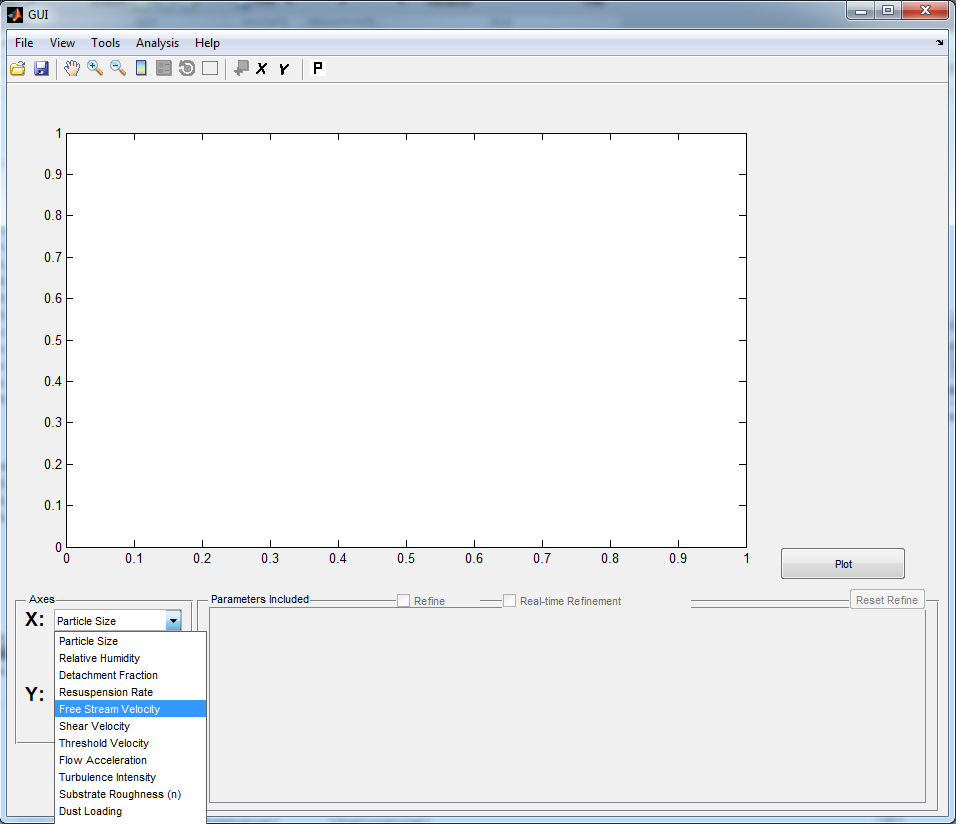 GUI
File View Tools Analysis Help
X Y P
1
0.9
0.8
0.7
0.6
0.5
0.4
0.3
0.2
0.1
0
0 0.1 0.2 0.3 0.4 0.5 0.6 0.7 0.8 0.9 1
Plot
Axes
X: Particle Size
Particle Size
Relative Humidity
Detachment Fraction
Resuspension Rate
Free Stream Velocity
Shear Velocity
Threshold Velocity
Flow Acceleration
Turbulence Intensity
Substrate Roughness (n)
Dust Loading
Y:
Parameters Included Refine Real-time Refinement Reset Refine